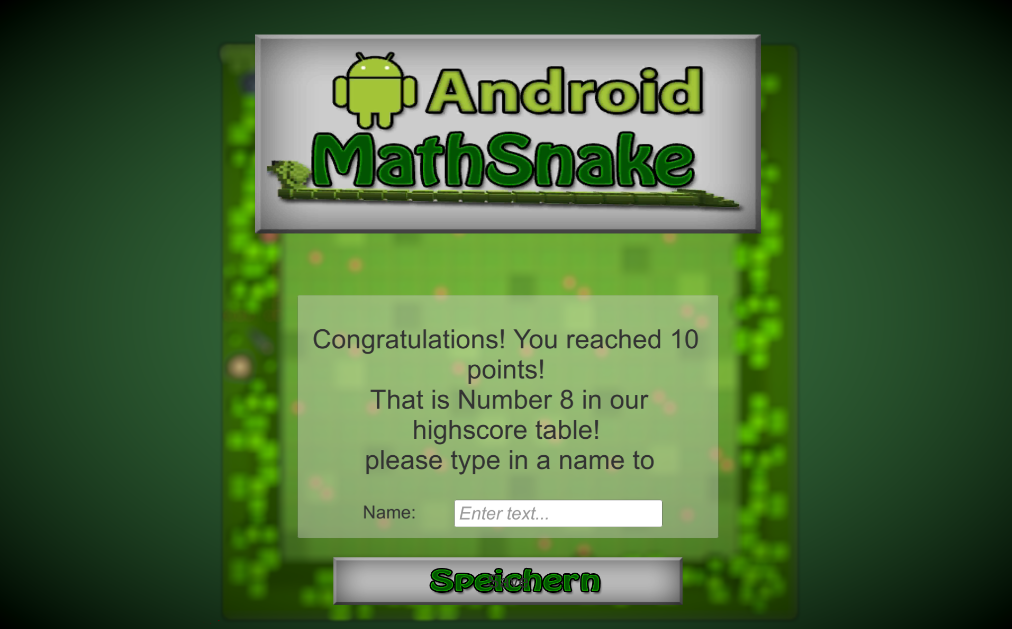 Android
MathSnake
Congratulations! You reached 10
points!
That is Number 8 in our
highscore table!
please type in a name to
Name:
Enter text...
Speichern